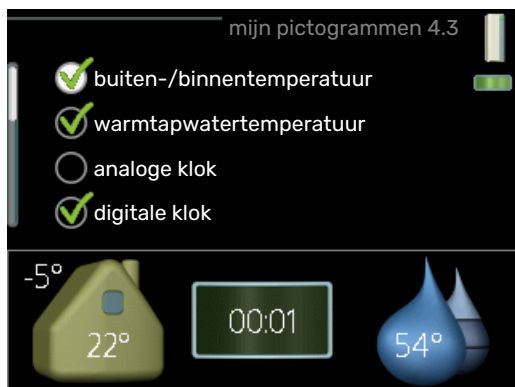 mijn pictogrammen 4.3
buiten-/binnentemperatuur
warmtapwatertemperatuur
analoge klok
digitale klok
-5°
22°
00:01
54°